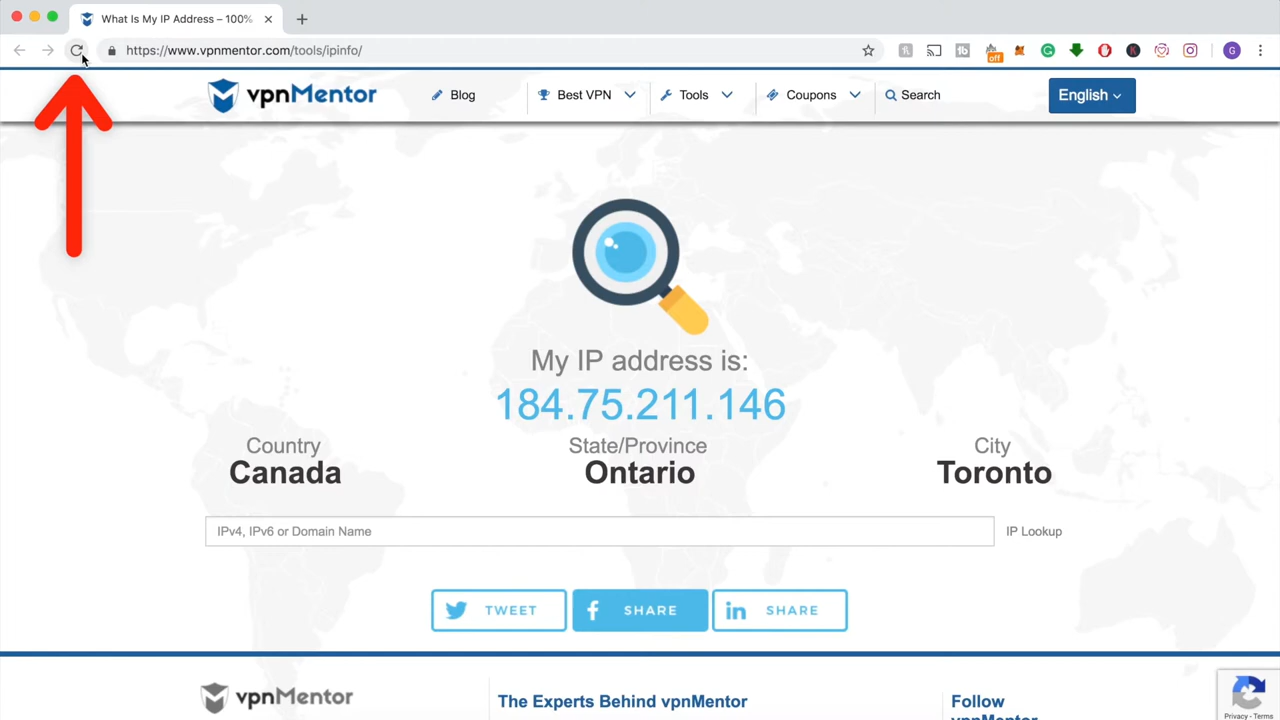 What Is My IP Address – 100%
https://www.vpnmentor.com/tools/ipinfo/
off
G
vpnMentor
Blog
Best VPN
Tools
Coupons
Search
English
My IP address is:
184.75.211.146
Country
State/Province
City
Canada
Ontario
Toronto
IPv4, IPv6 or Domain Name
IP Lookup
TWEET
SHARE
SHARE
vpnMentor
The Experts Behind vpnMentor
Follow
vpnMentor
Privacy - Terms